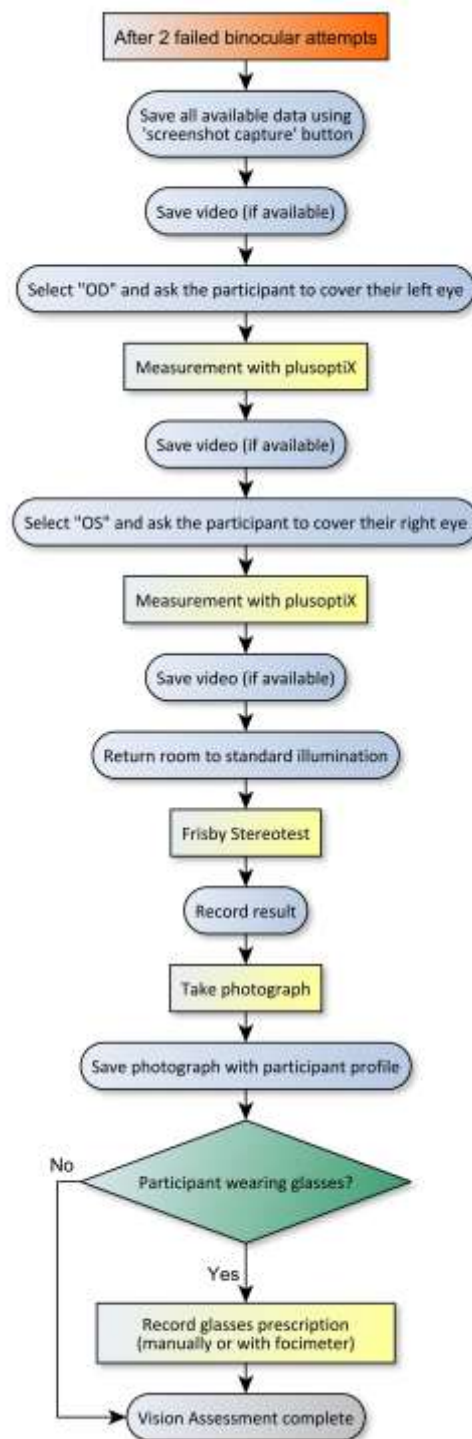 After 2 failed binocular attempts
Save all available data using
'screenshot capture' button
Save video (if available)
Select "OD" and ask the participant to cover their left eye
Measurement with plusoptiX
Save video (if available)
Select "OS" and ask the participant to cover their right eye
Measurement with plusoptiX
Save video (if available)
Return room to standard illumination
Frisby Stereotest
Record result
Take photograph
Save photograph with participant profile
No
Participant wearing glasses?
Yes
Record glasses prescription
(manually or with focimeter)
Vision Assessment complete